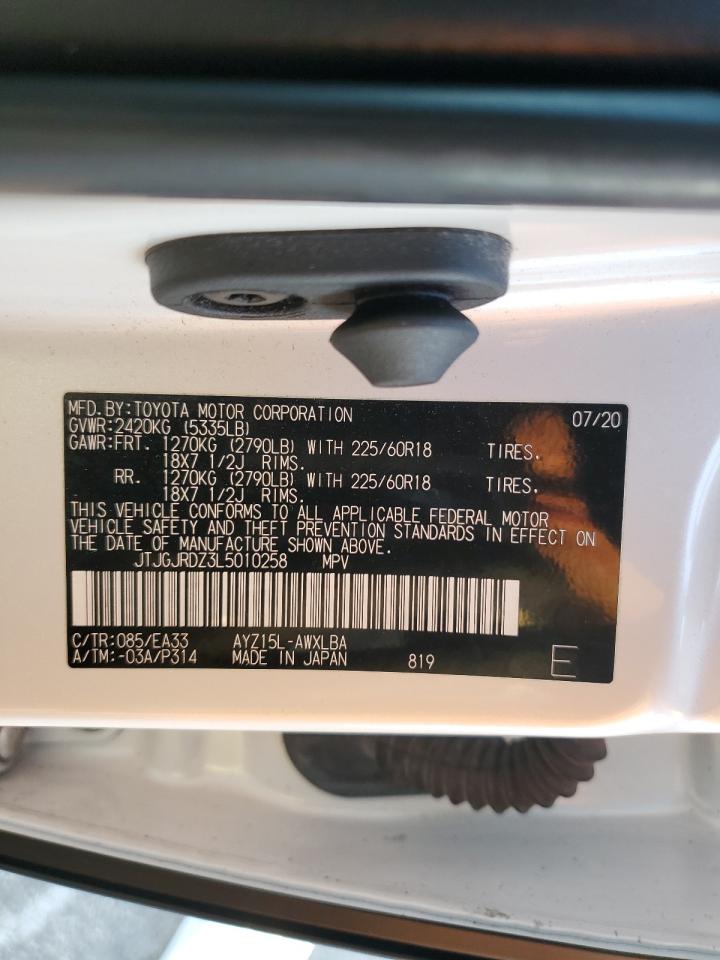 MFD.BY:TOYOTA MOTOR CORPORATION 07/20
GVWR:2420KG (5335LB)
GAWR:FRT. 1270KG (2790LB) WITH 225/60R18 TIRES,
18X7 1/2J RIMS.
RR. 1270KG (2790LB) WITH 225/60R18 TIRES,
18X7 1/2J RIMS.
THIS VEHICLE CONFORMS TO ALL APPLICABLE FEDERAL MOTOR
VEHICLE SAFETY AND THEFT PREVENTION STANDARDS IN EFFECT ON
THE DATE OF MANUFACTURE SHOWN ABOVE.
JTJGJRDZ3L5010258 MPV
C/TR:085/EA33 AYZ15L-AWXLBA
A/TM:-03A/P314 MADE IN JAPAN 819 E